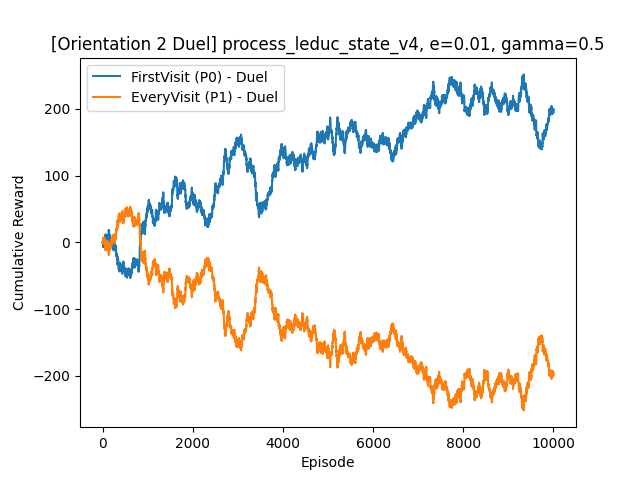 [Orientation 2 Duel] process_leduc_state_v4, e=0.01, gamma=0.5
FirstVisit (P0) - Duel
EveryVisit (P1) - Duel
Cumulative Reward
200
100
0
−100
−200
0
2000
4000
6000
8000
10000
Episode